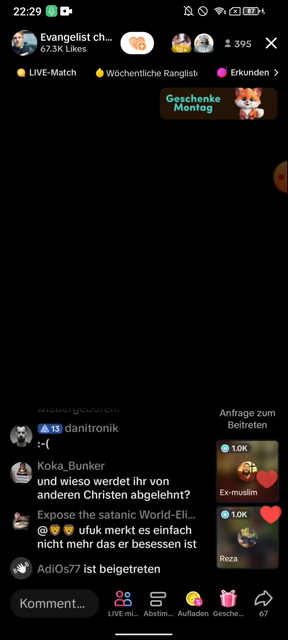 22:29
87
Evangelist ch...
67.3K Likes
395
LIVE-Match
Wöchentliche Ranglist
Erkunden
Geschenke
Montag
wiedergeboren.
13 danitronik
:-(
Koka_Bunker
und wieso werdet ihr von
anderen Christen abgelehnt?
Expose the satanic World-Eli...
@🦁🦁 ufuk merkt es einfach
nicht mehr das er besessen ist
AdiOs77 ist beigetreten
Anfrage zum
Beitreten
1.0K
Ex-muslim
1.0K
Reza
Komment...
LIVE mi...
Abstim...
Aufladen
Gesche...
67